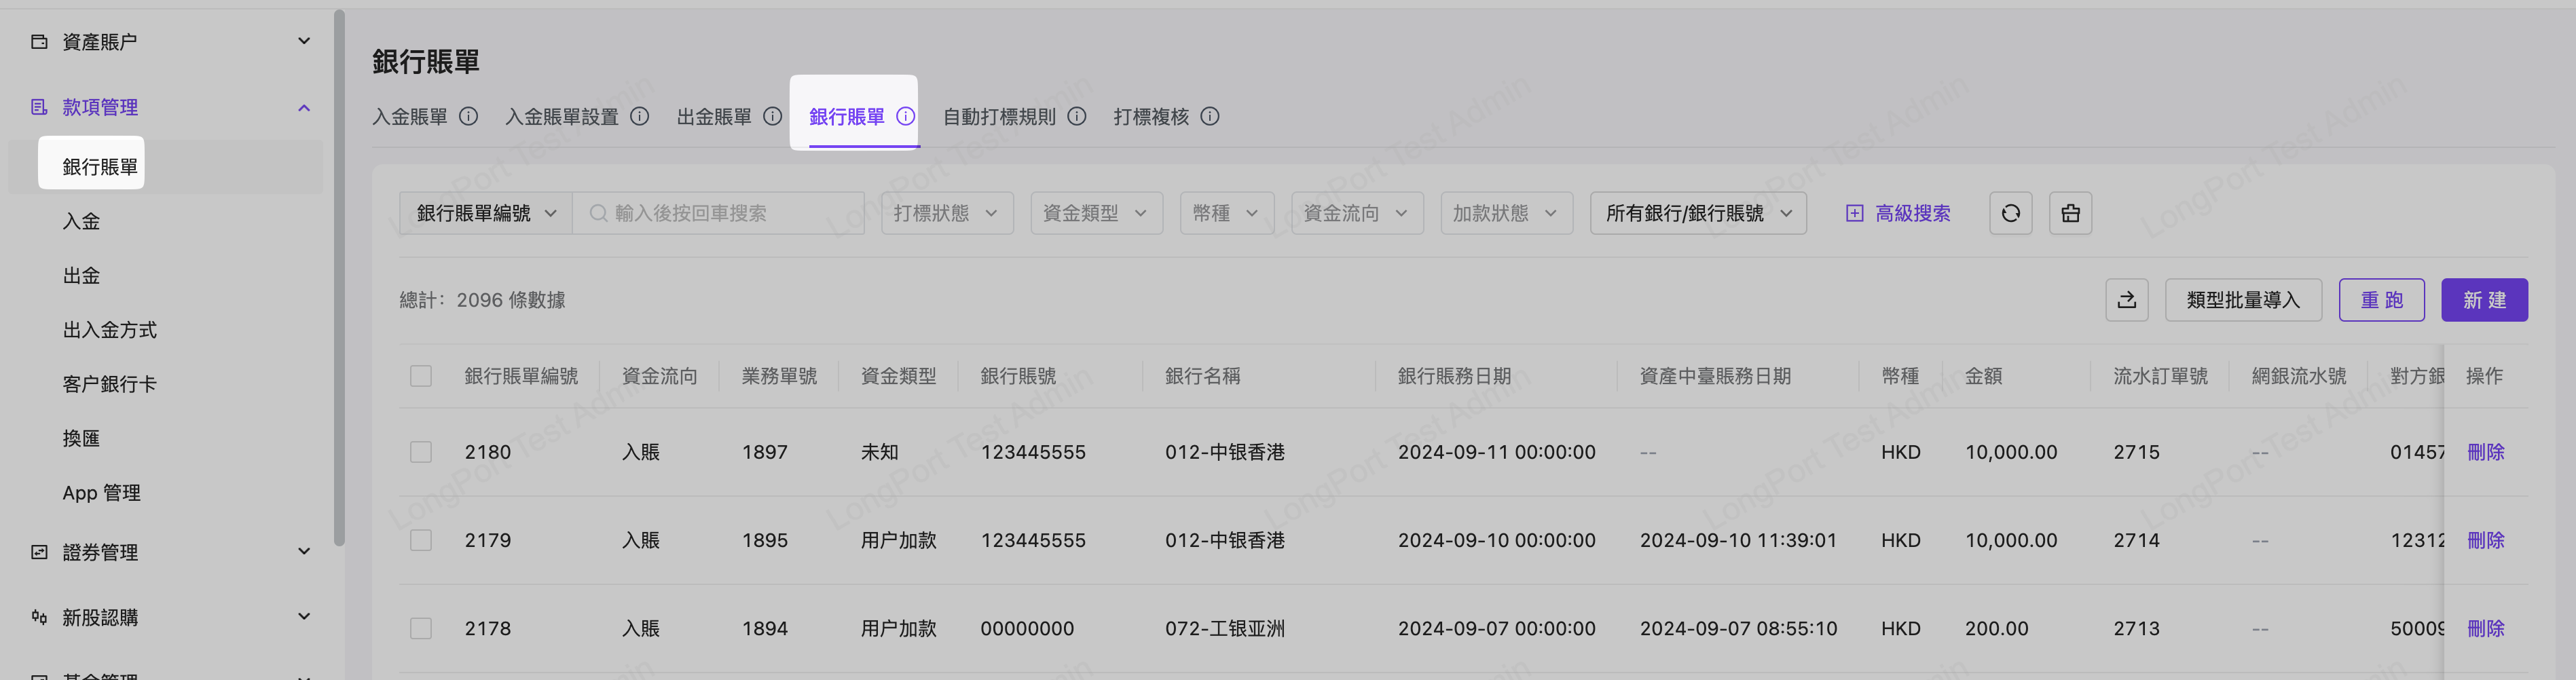 資產賬户
款項管理
銀行賬單
入金
出金
出入金方式
客户銀行卡
換匯
App 管理
證券管理
新股認購
基金管理
銀行賬單
入金賬單 入金賬單設置 出金賬單 銀行賬單 自動打標規則 打標複核
銀行賬單編號 輸入後按回車搜索 打標狀態 資金類型 幣種 資金流向 加款狀態 所有銀行/銀行賬號 高級搜索
總計： 2096 條數據 類型批量導入 重 跑 新 建
銀行賬單編號 資金流向 業務單號 資金類型 銀行賬號 銀行名稱 銀行賬務日期 資產中臺賬務日期 幣種 金額 流水訂單號 網銀流水號 對方銀 操作
2180 入賬 1897 未知 123445555 012-中银香港 2024-09-11 00:00:00 -- HKD 10,000.00 2715 -- 01457 刪除
2179 入賬 1895 用户加款 123445555 012-中银香港 2024-09-10 00:00:00 2024-09-10 11:39:01 HKD 10,000.00 2714 -- 12312 刪除
2178 入賬 1894 用户加款 00000000 072-工银亚洲 2024-09-07 00:00:00 2024-09-07 08:55:10 HKD 200.00 2713 -- 50009 刪除
LongPort Test Admin